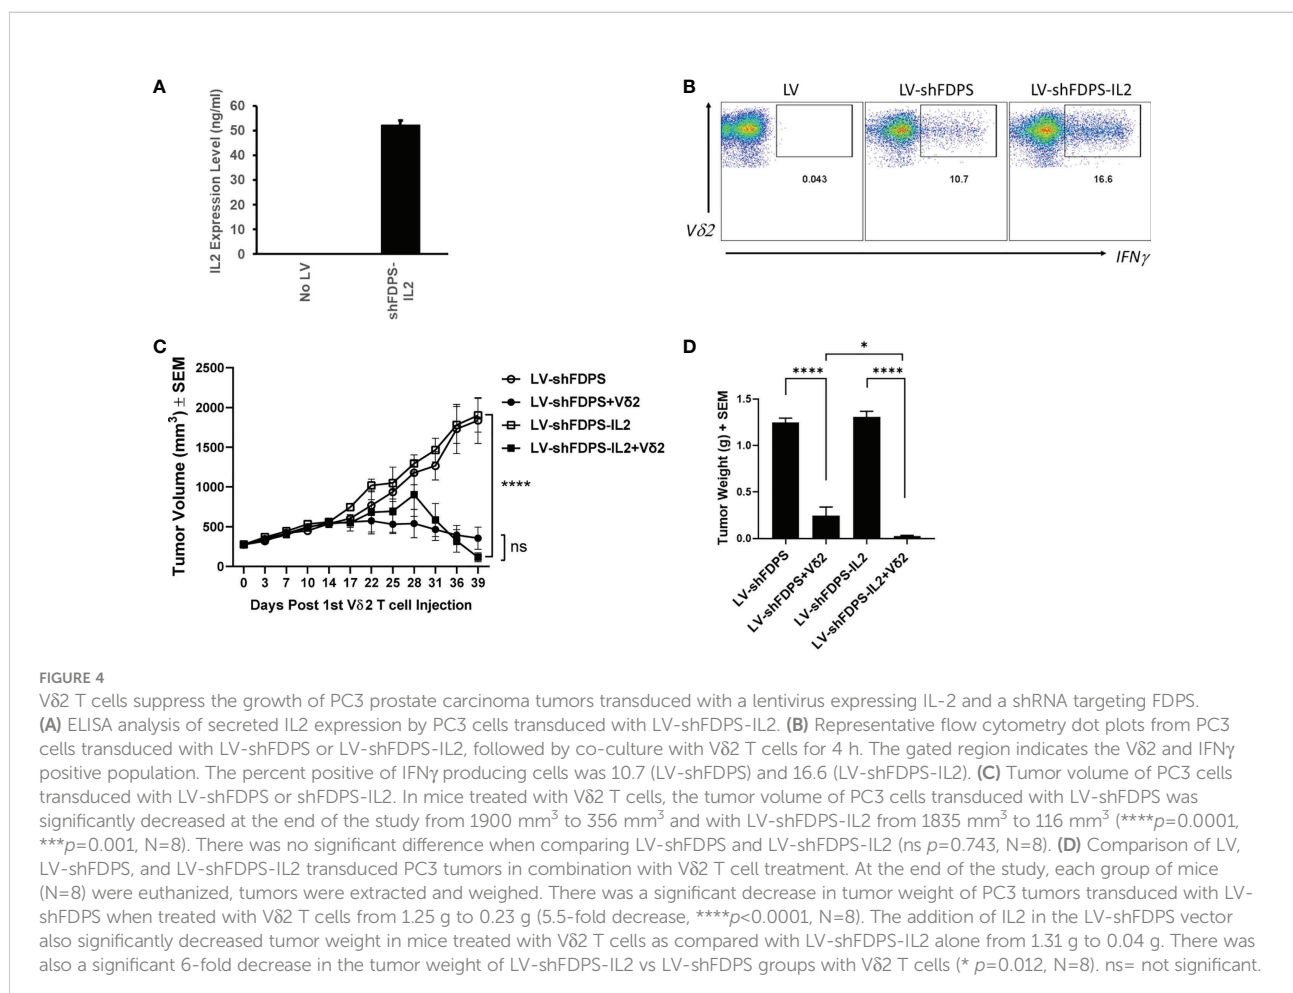 A
IL2 Expression Level (ng/ml)
60
50
40
30
20
10
0
No LV
shFDPS-
IL2
B
LV
LV-shFDPS
LV-shFDPS-IL2
0.043
10.7
16.6
Vδ2
IFNγ
C
Tumor Volume (mm³) ± SEM
2500
2000
1500
1000
500
0
0 3 7 10 14 17 22 25 28 31 36 39
Days Post 1st Vδ2 T cell Injection
LV-shFDPS
LV-shFDPS+Vδ2
LV-shFDPS-IL2
LV-shFDPS-IL2+Vδ2
****
ns
D
Tumor Weight (g) + SEM
1.5
1.0
0.5
0.0
*
**** ****
LV-shFDPS
LV-shFDPS+Vδ2
LV-shFDPS-IL2
LV-shFDPS-IL2+Vδ2
FIGURE 4
Vδ2 T cells suppress the growth of PC3 prostate carcinoma tumors transduced with a lentivirus expressing IL-2 and a shRNA targeting FDPS.
(A) ELISA analysis of secreted IL2 expression by PC3 cells transduced with LV-shFDPS-IL2. (B) Representative flow cytometry dot plots from PC3
cells transduced with LV-shFDPS or LV-shFDPS-IL2, followed by co-culture with Vδ2 T cells for 4 h. The gated region indicates the Vδ2 and IFNγ
positive population. The percent positive of IFNγ producing cells was 10.7 (LV-shFDPS) and 16.6 (LV-shFDPS-IL2). (C) Tumor volume of PC3 cells
transduced with LV-shFDPS or shFDPS-IL2. In mice treated with Vδ2 T cells, the tumor volume of PC3 cells transduced with LV-shFDPS was
significantly decreased at the end of the study from 1900 mm³ to 356 mm³ and with LV-shFDPS-IL2 from 1835 mm³ to 116 mm³ (****p=0.0001,
***p=0.001, N=8). There was no significant difference when comparing LV-shFDPS and LV-shFDPS-IL2 (ns p=0.743, N=8). (D) Comparison of LV,
LV-shFDPS, and LV-shFDPS-IL2 transduced PC3 tumors in combination with Vδ2 T cell treatment. At the end of the study, each group of mice
(N=8) were euthanized, tumors were extracted and weighed. There was a significant decrease in tumor weight of PC3 tumors transduced with LV-
shFDPS when treated with Vδ2 T cells from 1.25 g to 0.23 g (5.5-fold decrease, ****p<0.0001, N=8). The addition of IL2 in the LV-shFDPS vector
also significantly decreased tumor weight in mice treated with Vδ2 T cells as compared with LV-shFDPS-IL2 alone from 1.31 g to 0.04 g. There was
also a significant 6-fold decrease in the tumor weight of LV-shFDPS-IL2 vs LV-shFDPS groups with Vδ2 T cells (* p=0.012, N=8). ns= not significant.